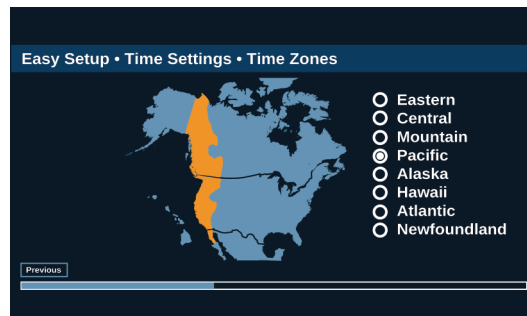 Easy Setup • Time Settings • Time Zones
Eastern
Central
Mountain
Pacific
Alaska
Hawaii
Atlantic
Newfoundland
Previous